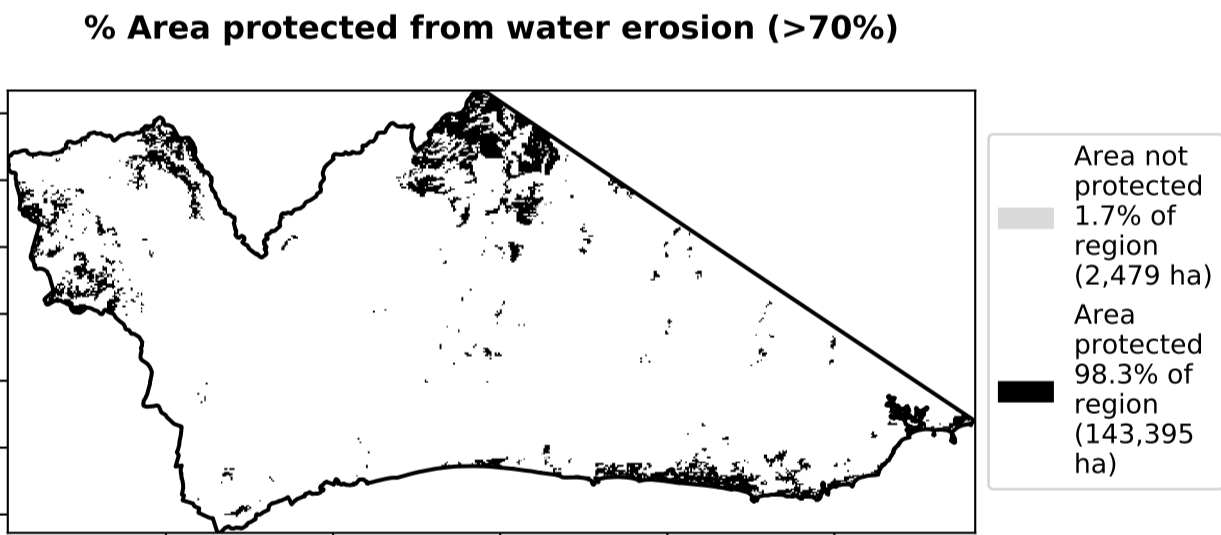 % Area protected from water erosion (>70%)
Area not
protected
1.7% of
region
(2,479 ha)
Area
protected
98.3% of
region
(143,395
ha)